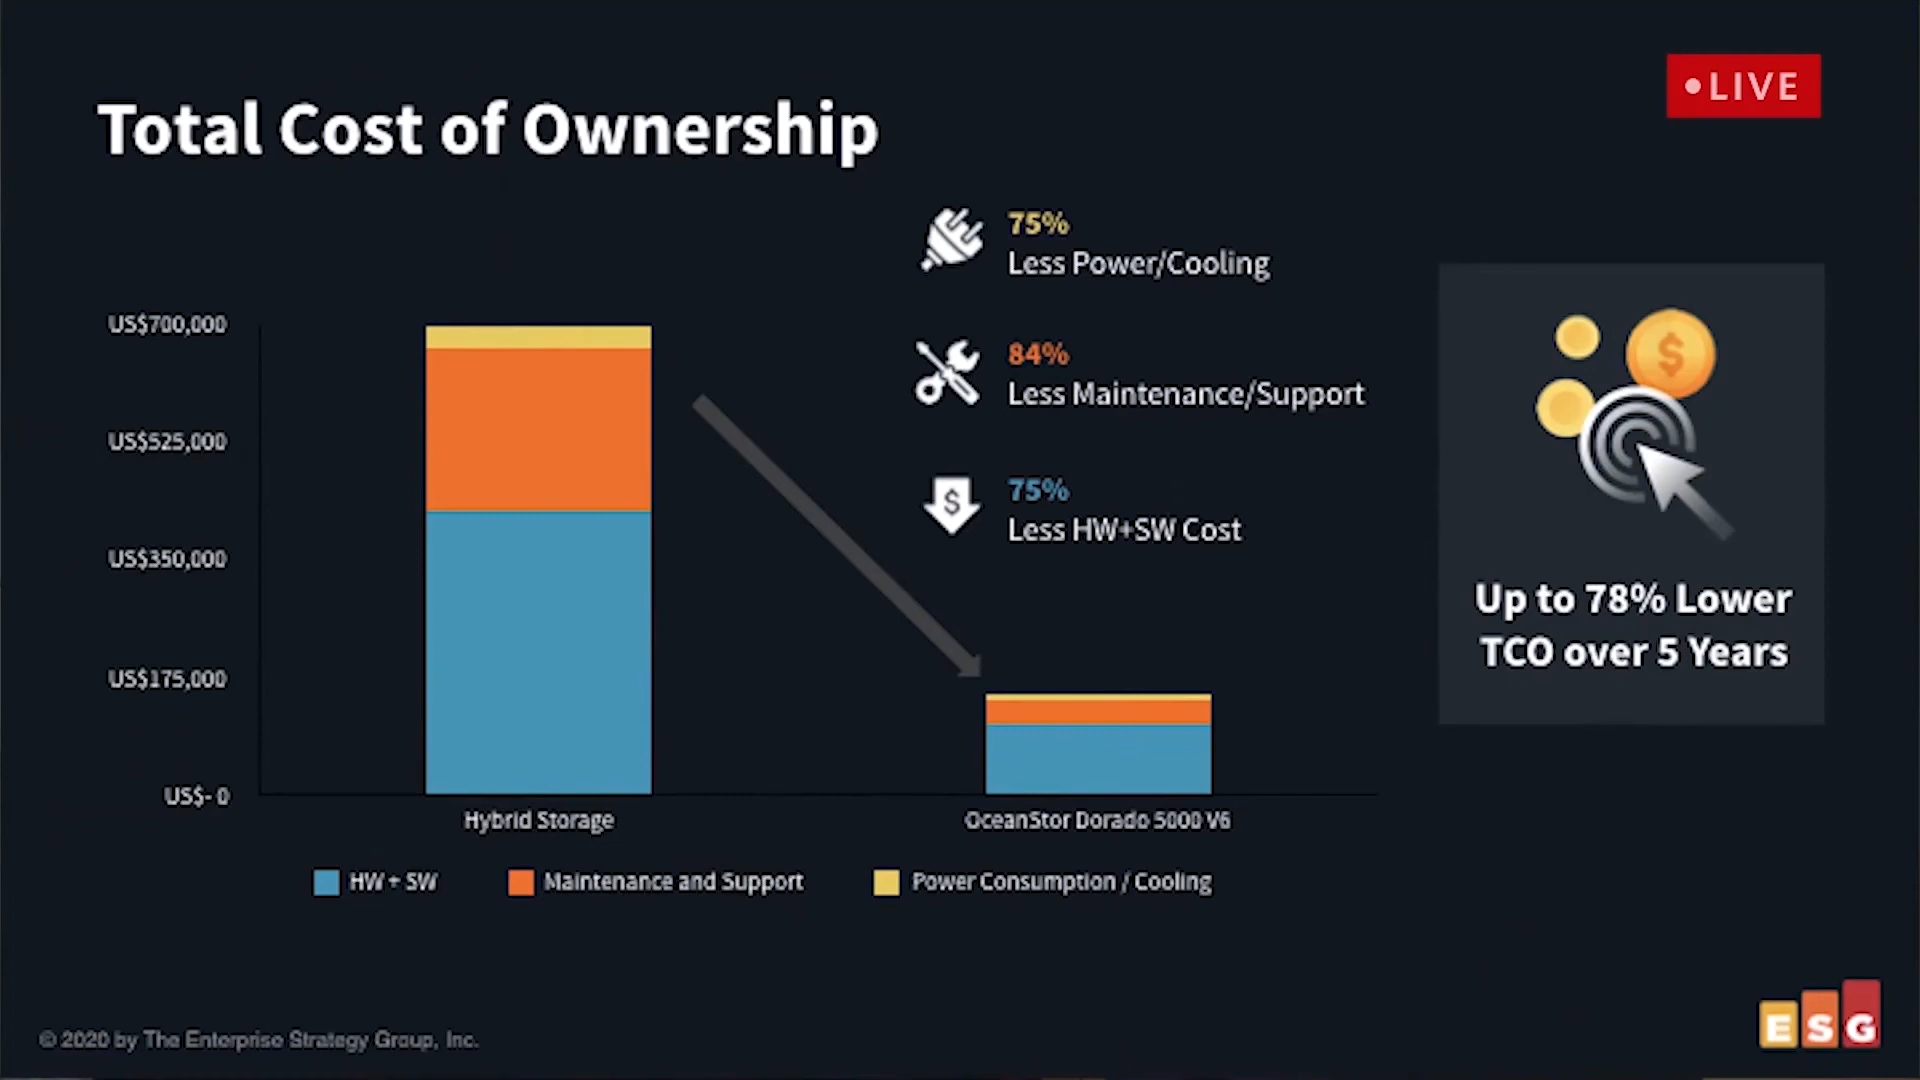 LIVE
Total Cost of Ownership
75%
Less Power/Cooling
84%
Less Maintenance/Support
75%
Less HW+SW Cost
US$700,000
US$525,000
US$350,000
US$175,000
US$- 0
Hybrid Storage
OceanStor Dorado 5000 V6
HW + SW
Maintenance and Support
Power Consumption / Cooling
$
$
Up to 78% Lower
TCO over 5 Years
© 2020 by The Enterprise Strategy Group, Inc.
ESG